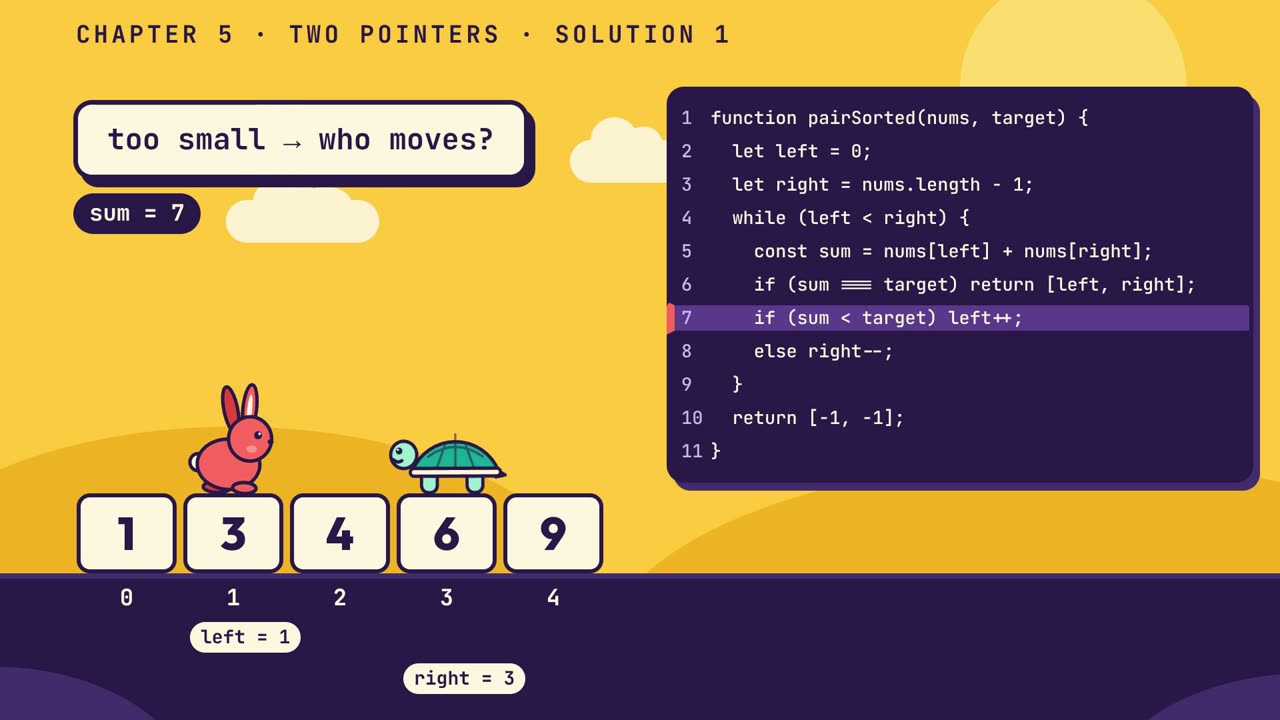 CHAPTER 5 · TWO POINTERS · SOLUTION 1
too small → who moves?
sum = 7
1 function pairSorted(nums, target) {
2 let left = 0;
3 let right = nums.length - 1;
4 while (left < right) {
5 const sum = nums[left] + nums[right];
6 if (sum === target) return [left, right];
7 if (sum < target) left++;
8 else right--;
9 }
10 return [-1, -1];
11 }
1 3 4 6 9
0 1 2 3 4
left = 1
right = 3